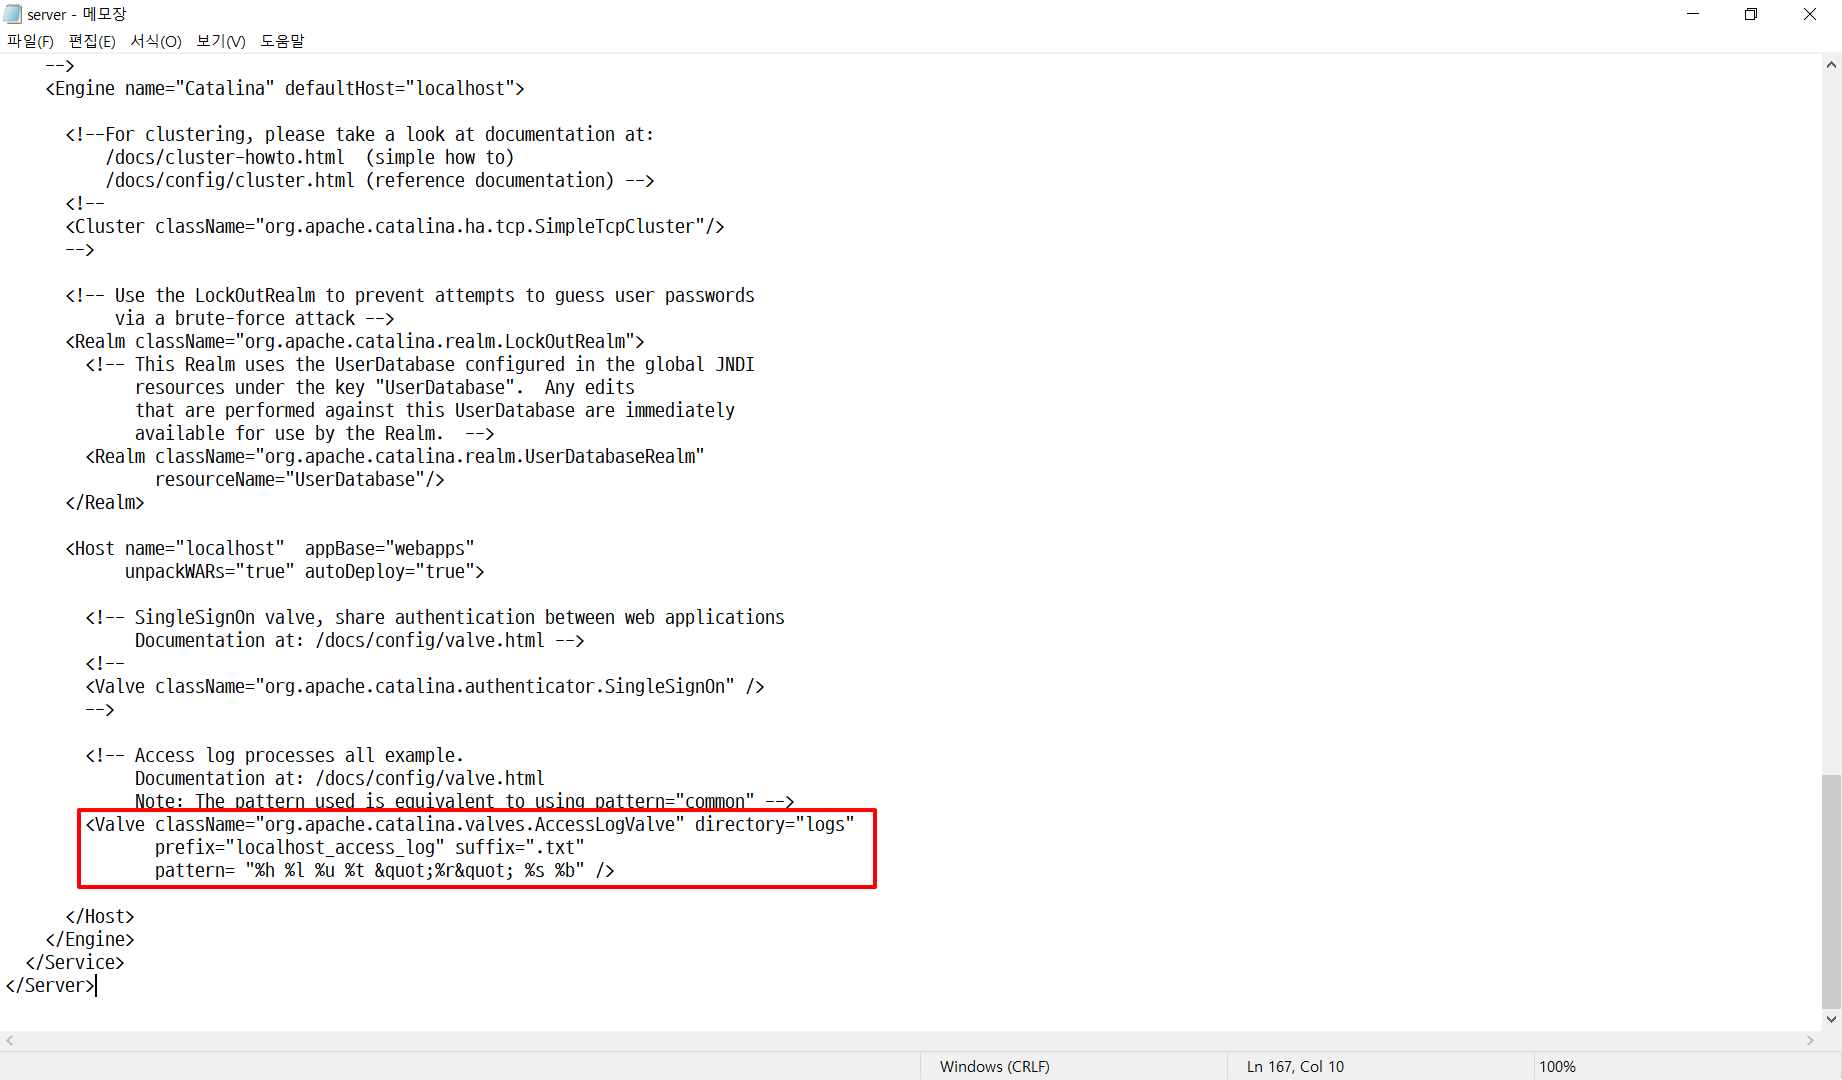 server - 메모장
파일(F) 편집(E) 서식(O) 보기(V) 도움말
-->
<Engine name="Catalina" defaultHost="localhost">
<!--For clustering, please take a look at documentation at:
/docs/cluster-howto.html  (simple how to)
/docs/config/cluster.html (reference documentation) -->
<!--
<Cluster className="org.apache.catalina.ha.tcp.SimpleTcpCluster"/>
-->
<!-- Use the LockOutRealm to prevent attempts to guess user passwords
via a brute-force attack -->
<Realm className="org.apache.catalina.realm.LockOutRealm">
<!-- This Realm uses the UserDatabase configured in the global JNDI
resources under the key "UserDatabase".  Any edits
that are performed against this UserDatabase are immediately
available for use by the Realm.  -->
<Realm className="org.apache.catalina.realm.UserDatabaseRealm"
resourceName="UserDatabase"/>
</Realm>
<Host name="localhost"  appBase="webapps"
unpackWARs="true" autoDeploy="true">
<!-- SingleSignOn valve, share authentication between web applications
Documentation at: /docs/config/valve.html -->
<!--
<Valve className="org.apache.catalina.authenticator.SingleSignOn" />
-->
<!-- Access log processes all example.
Documentation at: /docs/config/valve.html
Note: The pattern used is equivalent to using pattern="common" -->
<Valve className="org.apache.catalina.valves.AccessLogValve" directory="logs"
prefix="localhost_access_log" suffix=".txt"
pattern= "%h %l %u %t &quot;%r&quot; %s %b" />
</Host>
</Engine>
</Service>
</Server>
Windows (CRLF) Ln 167, Col 10 100%